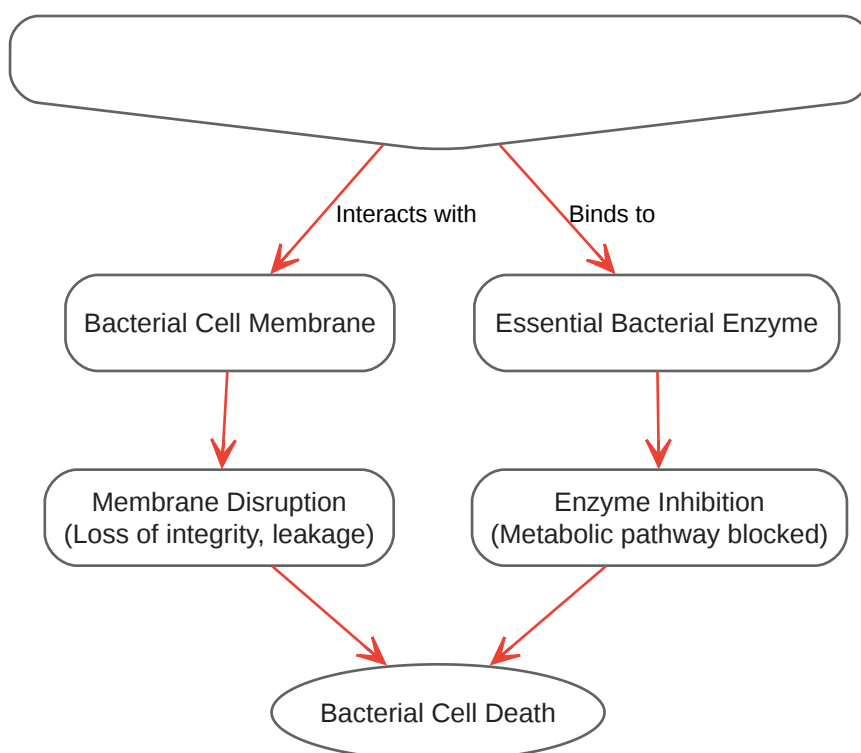 Interacts with
Binds to
Bacterial Cell Membrane
Essential Bacterial Enzyme
Membrane Disruption
(Loss of integrity, leakage)
Enzyme Inhibition
(Metabolic pathway blocked)
Bacterial Cell Death